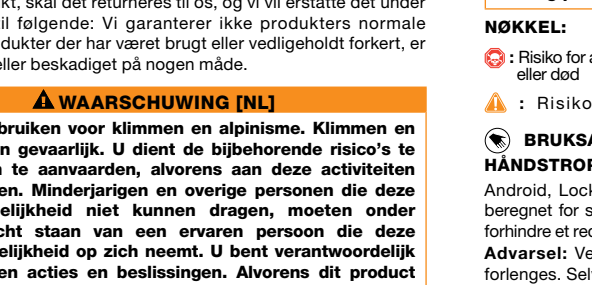 kt, skal det returneres til os, og vi vil erstatte det under
til følgende: Vi garanterer ikke produkters normale
dukter der har været brugt eller vedligeholdt forkert, er
eller beskadiget på nogen måde.
WAARSCHUWING [NL]
bruiken voor klimmen en alpinisme. Klimmen en
n gevaarlijk. U dient de bijbehorende risico's te
te aanvaarden, alvorens aan deze activiteiten
en. Minderjarigen en overige personen die deze
elijkheid niet kunnen dragen, moeten onder
cht staan van een ervaren persoon die deze
elijkheid op zich neemt. U bent verantwoordelijk
en acties en beslissingen. Alvorens dit product
NØKKEL:
: Risiko for
eller død
: Risiko
BRUKSA
HÅNDSTROP
Android, Lock
beregnet for s
forhindre et red
Advarsel: Ve
forlenges. Sel